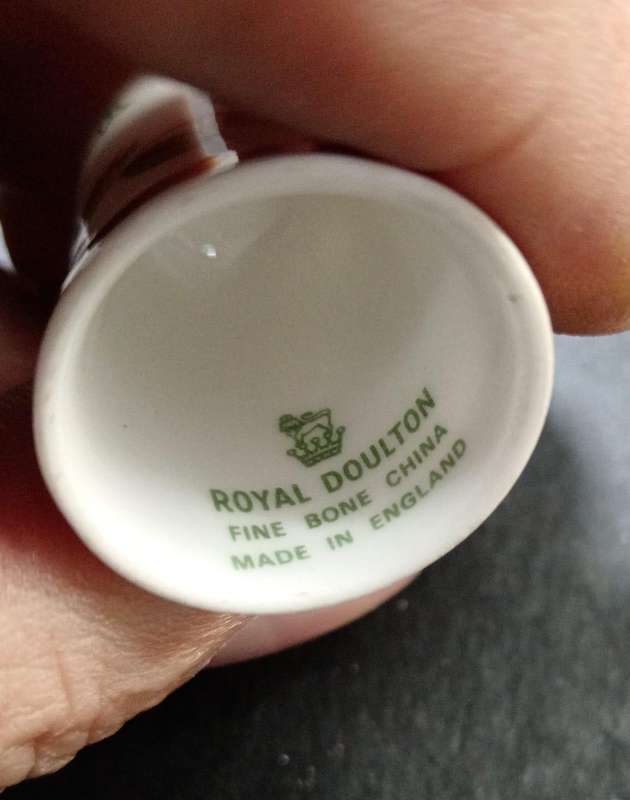 ROYAL DOULTON
FINE BONE CHINA
MADE IN ENGLAND